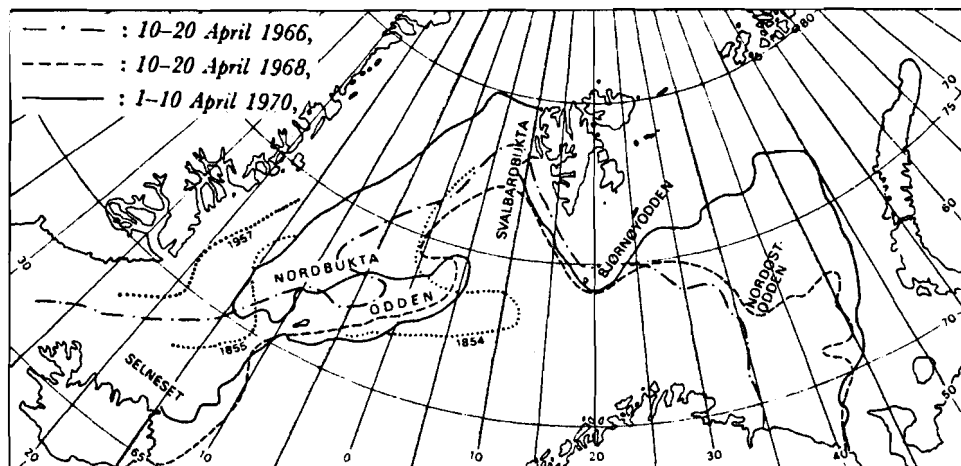 — · — : 10–20 April 1966,
---- : 10–20 April 1968,
—— : 1–10 April 1970,
80
70
75
60
70
50
30
1957
NORDBUKTA
ODDEN
SVALBARDBUKTA
BJØRNØYODDEN
NORDØST-
ODDEN
1855
1854
SELNESET
20
65
10
0
10
20
30
40